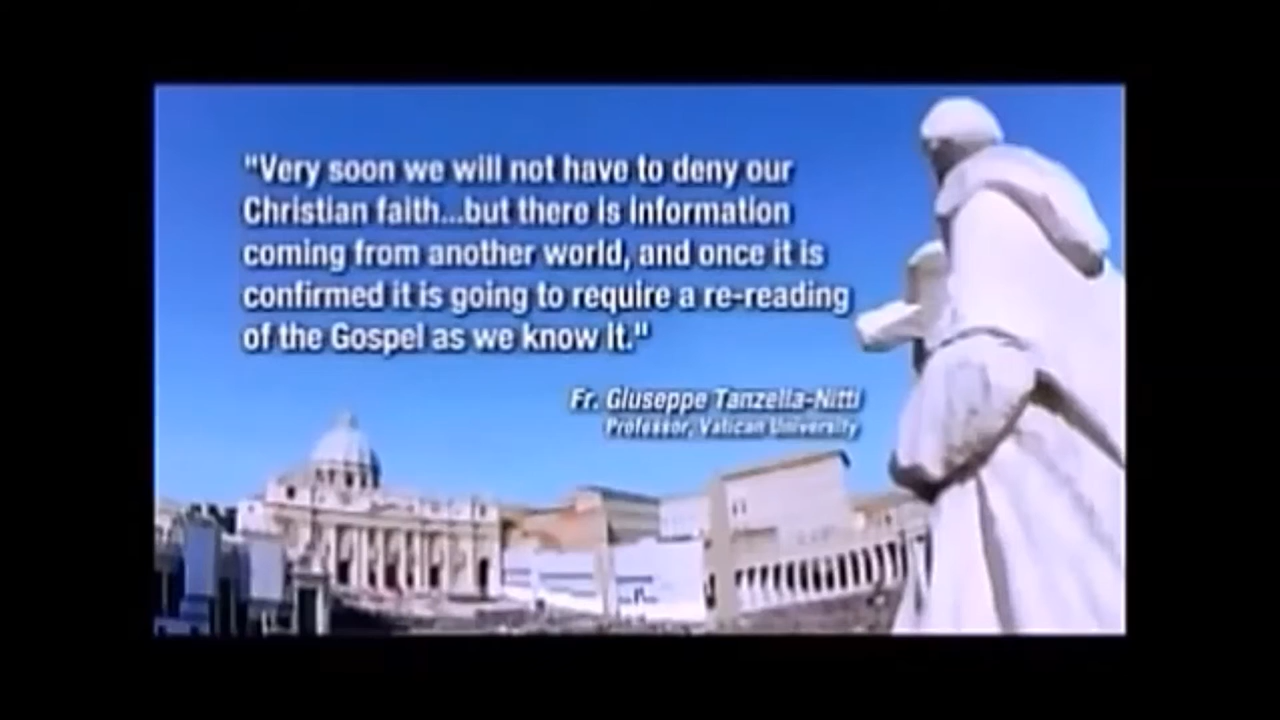 "Very soon we will not have to deny our
Christian faith...but there is information
coming from another world, and once it is
confirmed it is going to require a re-reading
of the Gospel as we know it."
Fr. Giuseppe Tanzella-Nitti
Professor, Vatican University